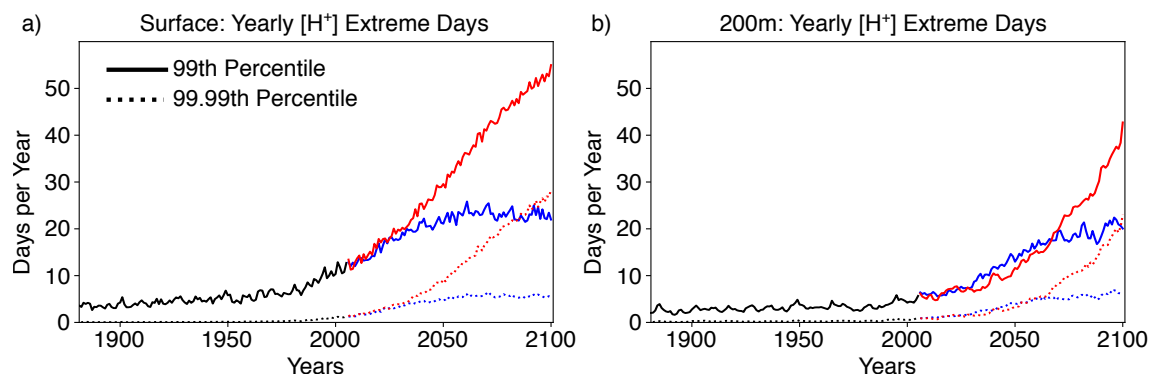 a) Surface: Yearly [H⁺] Extreme Days
99th Percentile
99.99th Percentile
Days per Year
50
40
30
20
10
0
1900 1950 2000 2050 2100
Years
b) 200m: Yearly [H⁺] Extreme Days
Days per Year
50
40
30
20
10
0
1900 1950 2000 2050 2100
Years